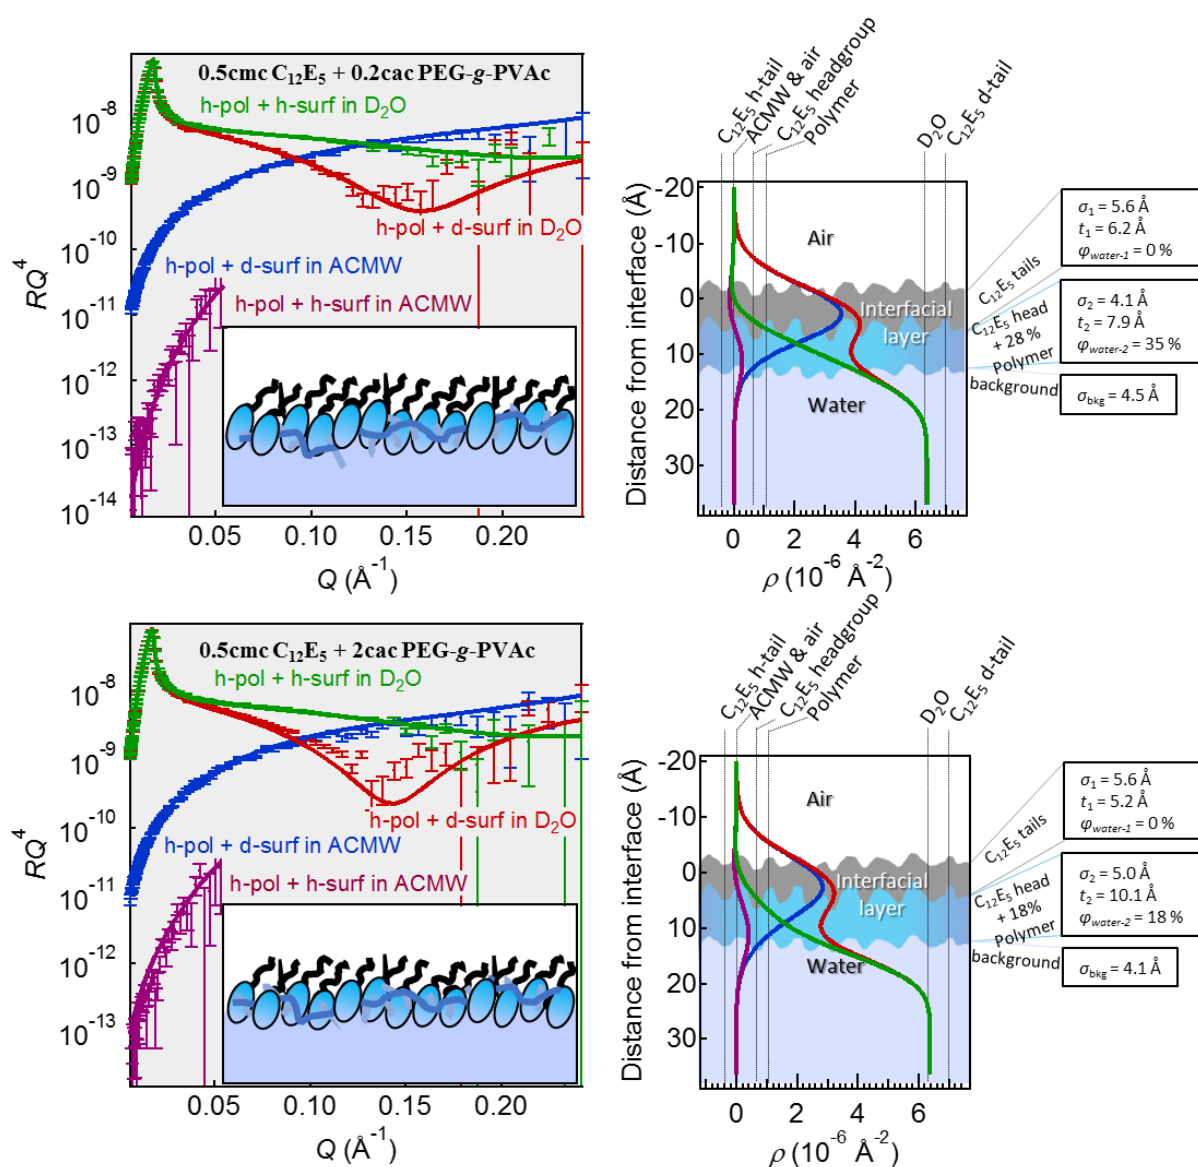 0.5cmc C₁₂E₅ + 0.2cac PEG-g-PVAc
h-pol + h-surf in D₂O
h-pol + d-surf in D₂O
h-pol + d-surf in ACMW
h-pol + h-surf in ACMW
RQ⁴
10⁻⁸
10⁻⁹
10⁻¹⁰
10⁻¹¹
10⁻¹²
10⁻¹³
10⁻¹⁴
0.05
0.10
0.15
0.20
Q (Å⁻¹)
C₁₂E₅ h-tail
ACMW & air
C₁₂E₅ headgroup
Polymer
D₂O
C₁₂E₅ d-tail
Distance from interface (Å)
-20
-10
0
10
20
30
Air
Interfacial
layer
Water
0
2
4
6
ρ (10⁻⁶ Å⁻²)
C₁₂E₅ tails
C₁₂E₅ head
+ 28 %
Polymer
background
σ₁ = 5.6 Å
t₁ = 6.2 Å
φwater-1 = 0 %
σ₂ = 4.1 Å
t₂ = 7.9 Å
φwater-2 = 35 %
σbkg = 4.5 Å
0.5cmc C₁₂E₅ + 2cac PEG-g-PVAc
h-pol + h-surf in D₂O
h-pol + d-surf in D₂O
h-pol + d-surf in ACMW
h-pol + h-surf in ACMW
RQ⁴
10⁻⁸
10⁻⁹
10⁻¹⁰
10⁻¹¹
10⁻¹²
10⁻¹³
0.05
0.10
0.15
0.20
Q (Å⁻¹)
C₁₂E₅ h-tail
ACMW & air
C₁₂E₅ headgroup
Polymer
D₂O
C₁₂E₅ d-tail
Distance from interface (Å)
-20
-10
0
10
20
30
Air
Interfacial
layer
Water
0
2
4
6
ρ (10⁻⁶ Å⁻²)
C₁₂E₅ tails
C₁₂E₅ head
+ 18%
Polymer
background
σ₁ = 5.6 Å
t₁ = 5.2 Å
φwater-1 = 0 %
σ₂ = 5.0 Å
t₂ = 10.1 Å
φwater-2 = 18 %
σbkg = 4.1 Å